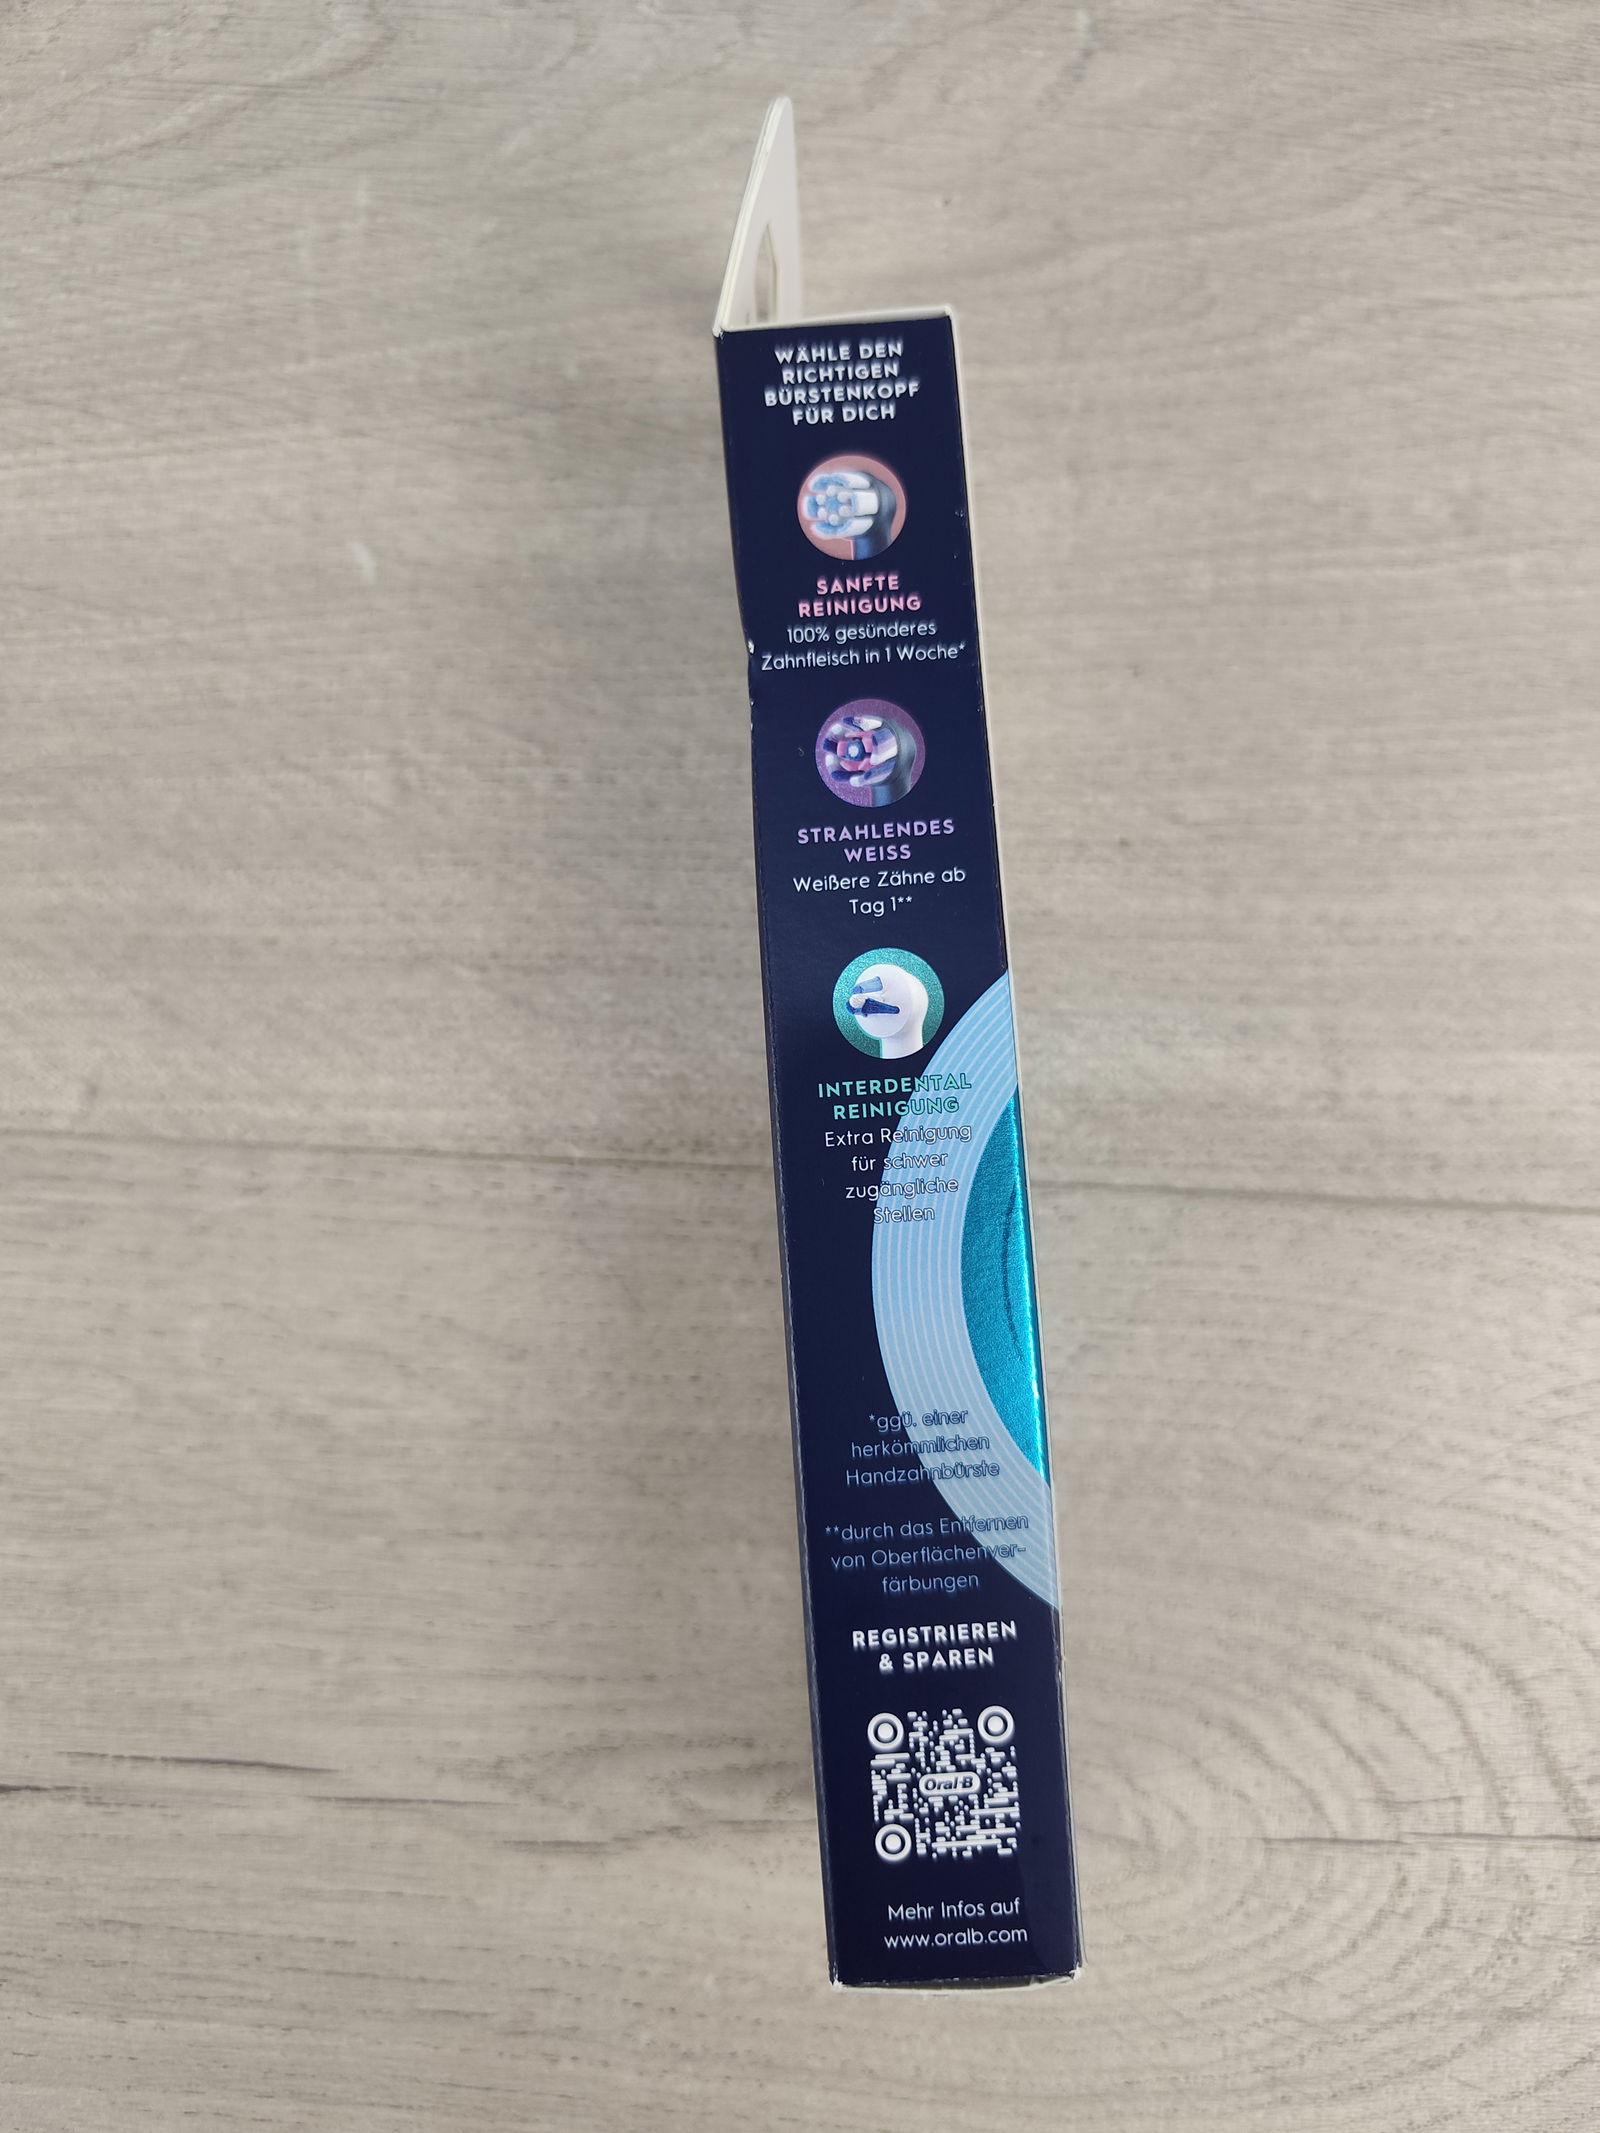 WÄHLE DEN
RICHTIGEN
BÜRSTENKOPF
FÜR DICH
SANFTE
REINIGUNG
100% gesünderes
Zahnfleisch in 1 Woche*
STRAHLENDES
WEISS
Weißere Zähne ab
Tag 1**
INTERDENTAL
REINIGUNG
Extra Reinigung
für schwer
zugängliche
Stellen
*ggü. einer
herkömmlichen
Handzahnbürste
**durch das Entfernen
von Oberflächenver-
färbungen
REGISTRIEREN
& SPAREN
Oral-B
Mehr Infos auf
www.oralb.com